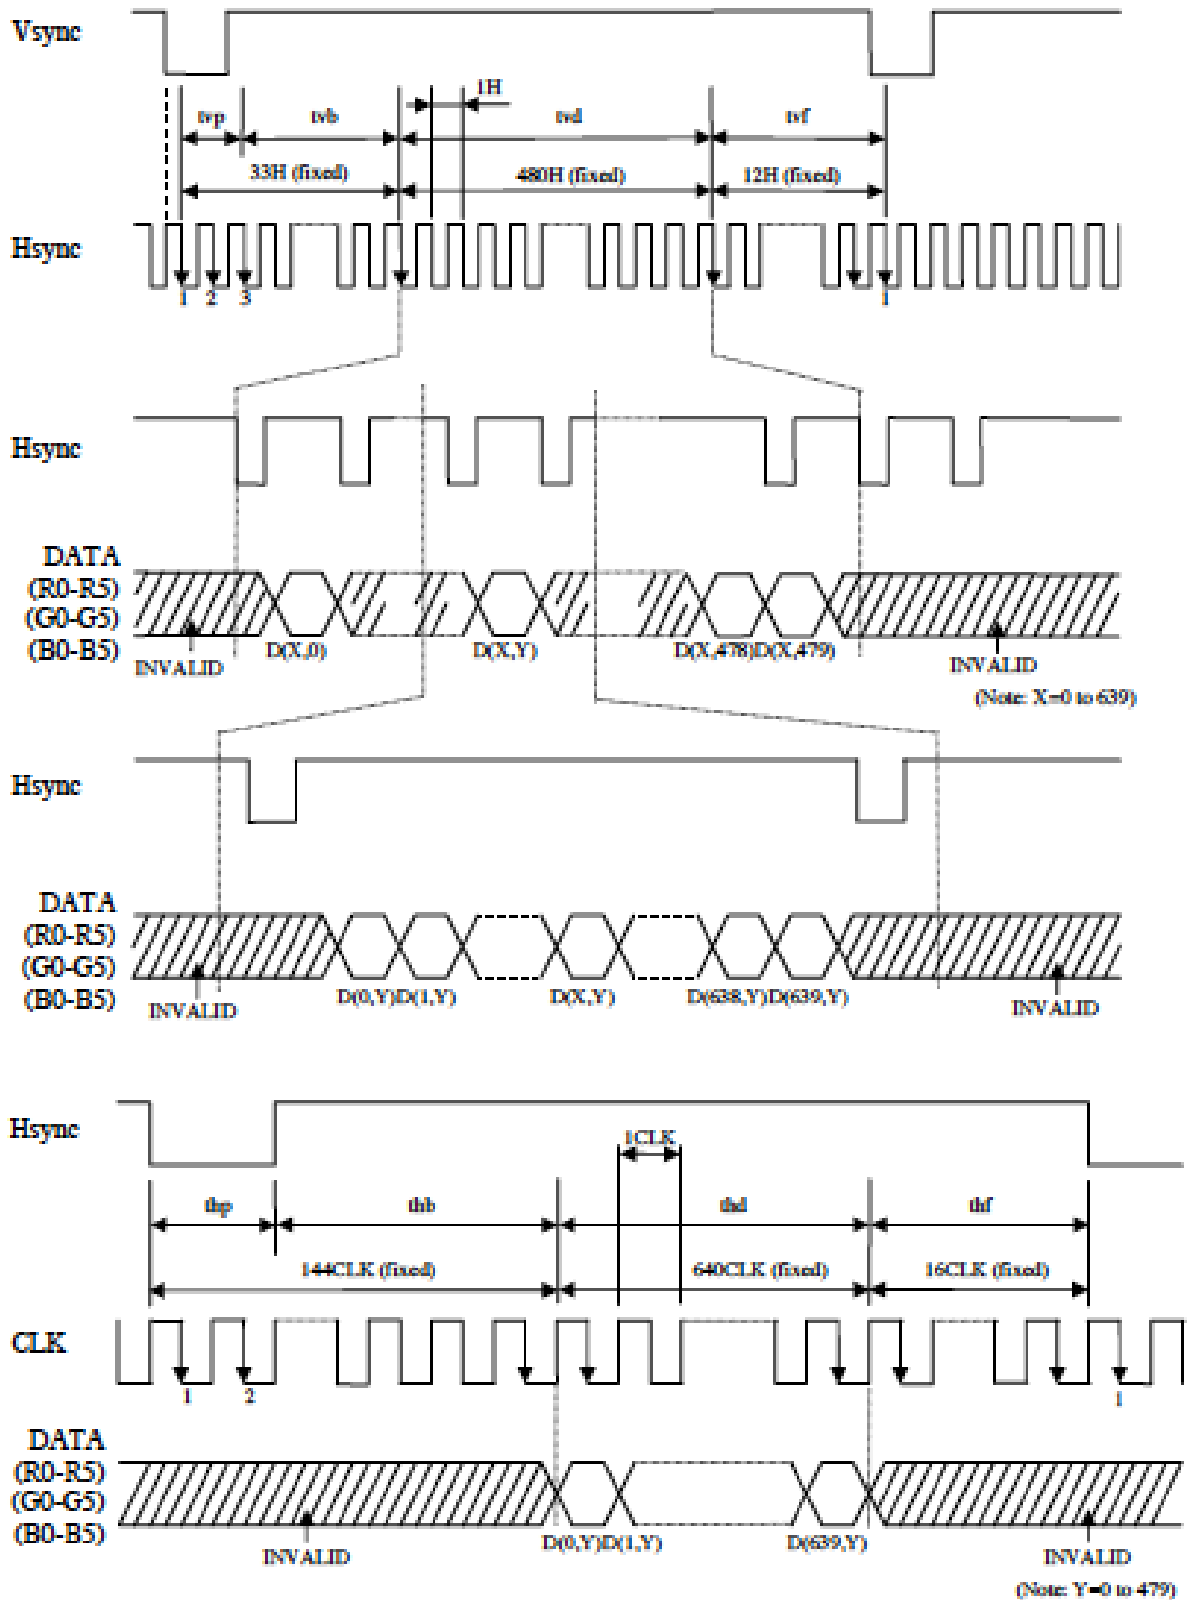 Vsync
1H
tvp tvb tvd tvf
33H (fixed) 480H (fixed) 12H (fixed)
Hsync
1 2 3 1
Hsync
DATA
(R0-R5)
(G0-G5)
(B0-B5)
D(X,0) D(X,Y) D(X,478) D(X,479)
INVALID INVALID
(Note: X=0 to 639)
Hsync
DATA
(R0-R5)
(G0-G5)
(B0-B5)
D(0,Y) D(1,Y) D(X,Y) D(638,Y) D(639,Y)
INVALID INVALID
Hsync
1CLK
thp thb thd thf
144CLK (fixed) 640CLK (fixed) 16CLK (fixed)
CLK
1 2 1
DATA
(R0-R5)
(G0-G5)
(B0-B5)
D(0,Y) D(1,Y) D(639,Y)
INVALID INVALID
(Note: Y=0 to 479)